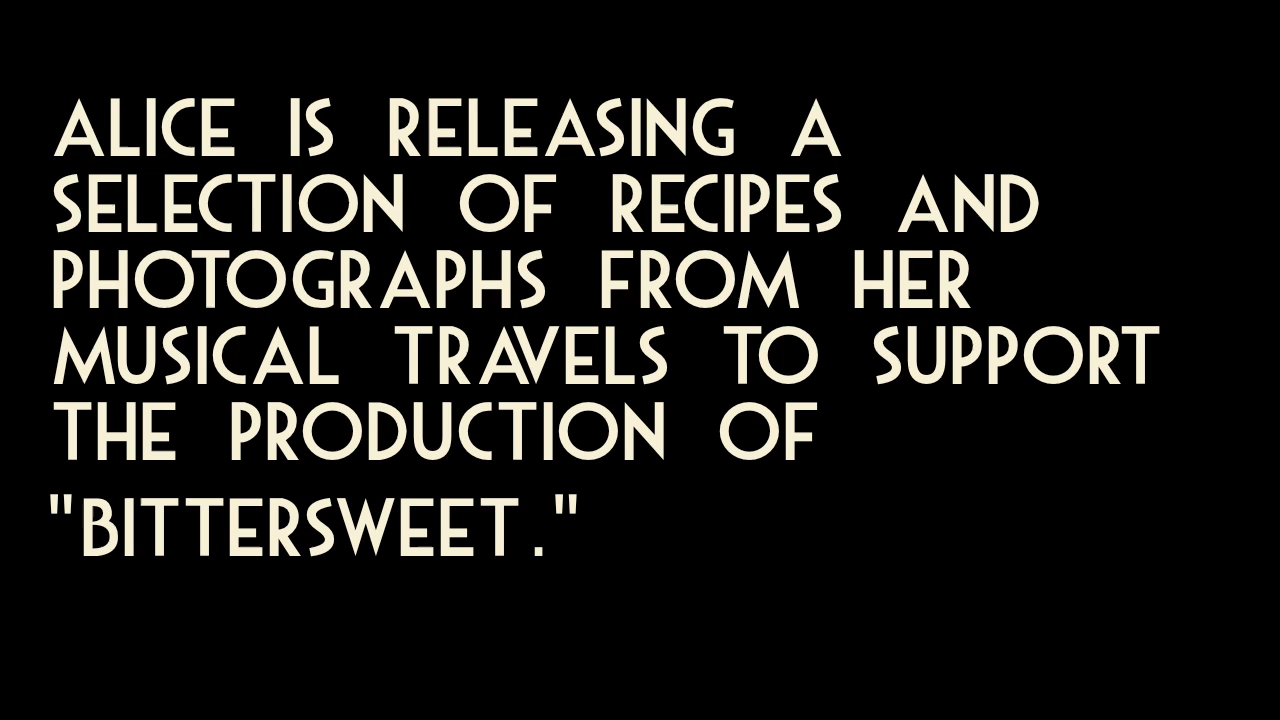 ALICE IS RELEASING A
SELECTION OF RECIPES AND
PHOTOGRAPHS FROM HER
MUSICAL TRAVELS TO SUPPORT
THE PRODUCTION OF
"BITTERSWEET."